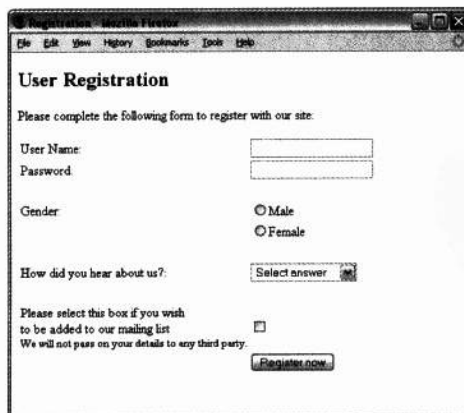 Registration - Mozilla Firefox
File Edit View History Bookmarks Tools Help
User Registration
Please complete the following form to register with our site:
User Name:
Password:
Gender:
Male
Female
How did you hear about us?: Select answer
Please select this box if you wish
to be added to our mailing list
We will not pass on your details to any third party.
Register now